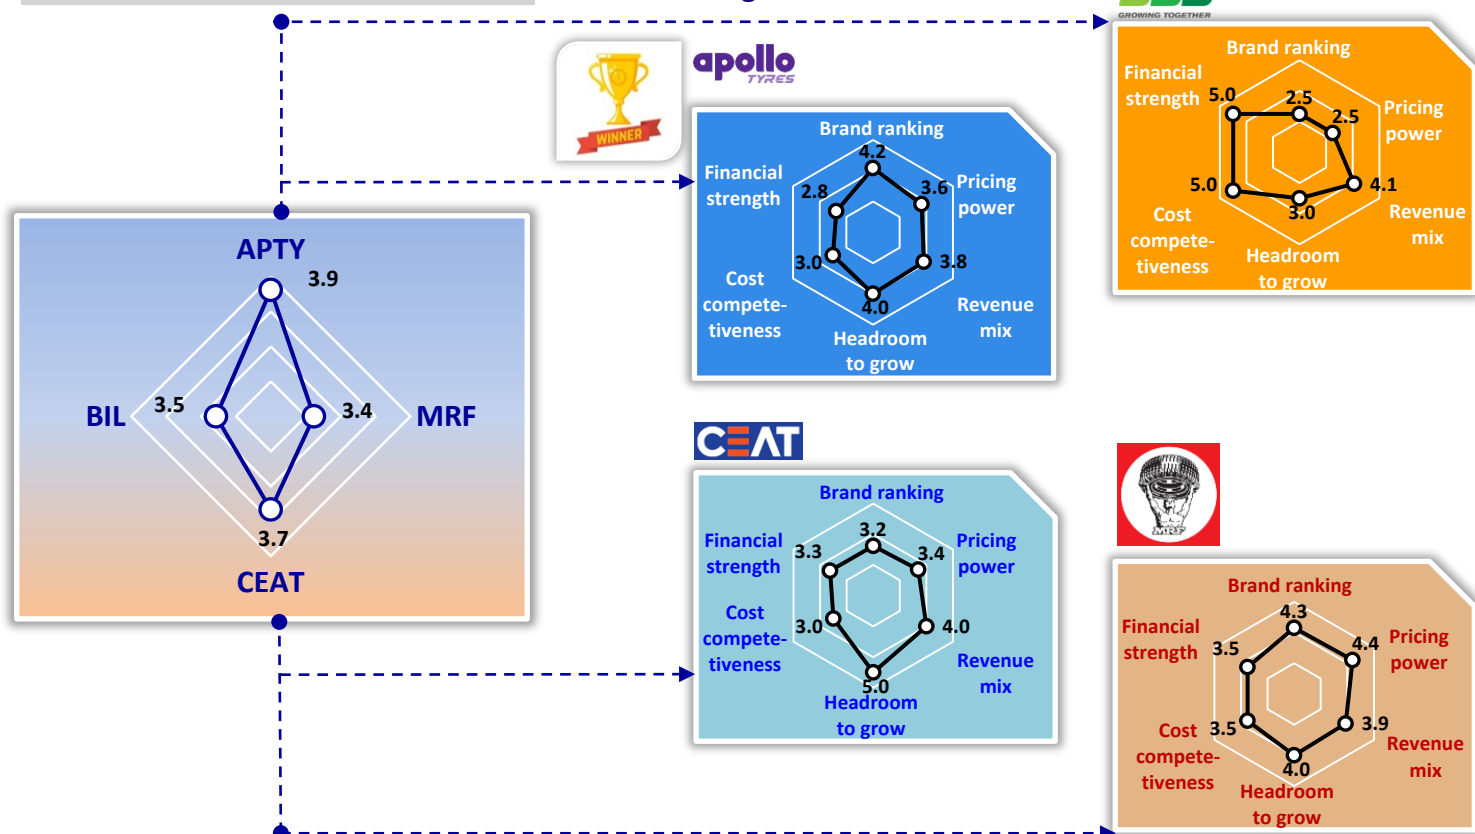 GROWING TOGETHER
apollo
TYRES
WINNER
Brand ranking
Financial
strength
Pricing
power
Revenue
mix
Headroom
to grow
Cost
compete-
tiveness
5.0
2.5
2.5
4.1
3.0
5.0
Brand ranking
4.2
Financial
strength
2.8
3.6
Pricing
power
3.0
3.8
Cost
compete-
tiveness
4.0
Revenue
mix
Headroom
to grow
APTY
3.9
BIL
3.5
3.4
MRF
3.7
CEAT
CEAT
Brand ranking
3.2
Financial
strength
3.3
3.4
Pricing
power
Cost
compete-
tiveness
3.0
4.0
Revenue
mix
5.0
Headroom
to grow
MRF
Brand ranking
4.3
Financial
strength
3.5
4.4
Pricing
power
Cost
compete-
tiveness
3.5
3.9
Revenue
mix
4.0
Headroom
to grow